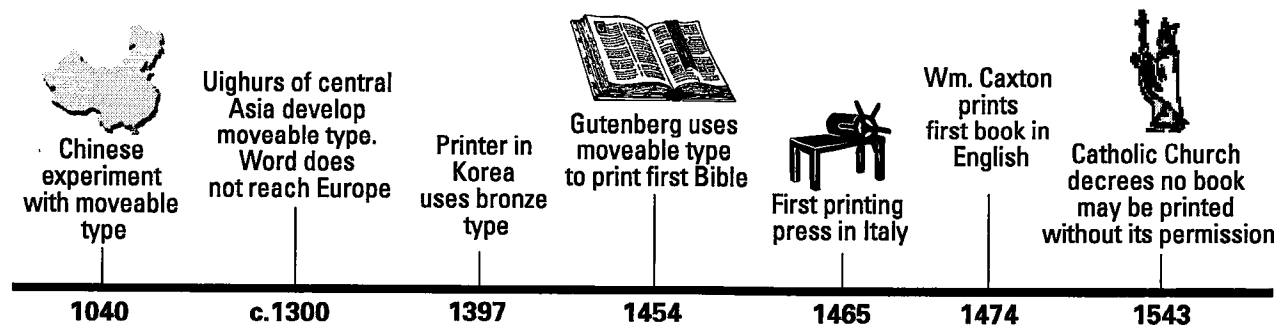 Chinese
experiment
with moveable
type
Uighurs of central
Asia develop
moveable type.
Word does
not reach Europe
Printer in
Korea
uses bronze
type
Gutenberg uses
moveable type
to print first Bible
First printing
press in Italy
Wm. Caxton
prints
first book in
English
Catholic Church
decrees no book
may be printed
without its permission
1040
c.1300
1397
1454
1465
1474
1543